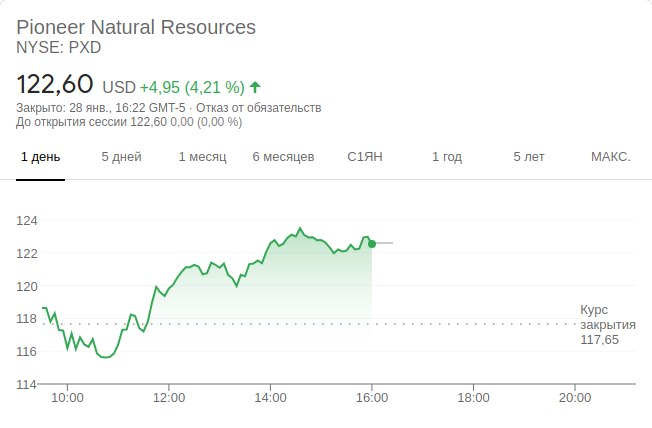 Pioneer Natural Resources
NYSE: PXD
122,60 USD +4,95 (4,21 %)
Закрыто: 28 янв., 16:22 GMT-5 · Отказ от обязательств
До открытия сессии 122,60 0,00 (0,00 %)
1 день 5 дней 1 месяц 6 месяцев С1ЯН 1 год 5 лет МАКС.
124
122
120
118
116
114
Курс
закрытия
117,65
10:00 12:00 14:00 16:00 18:00 20:00